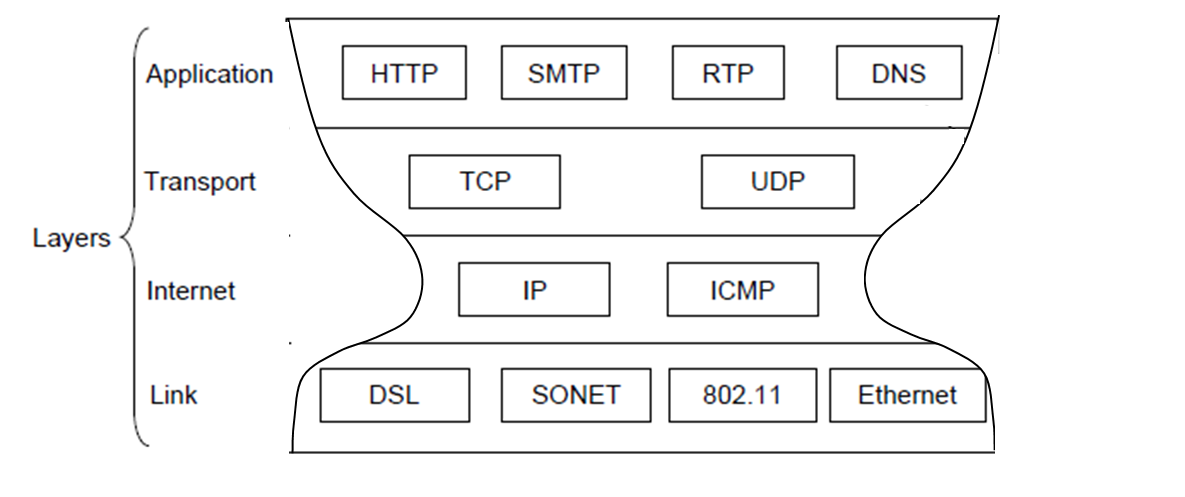 Application HTTP SMTP RTP DNS
Transport TCP UDP
Layers
Internet IP ICMP
Link DSL SONET 802.11 Ethernet